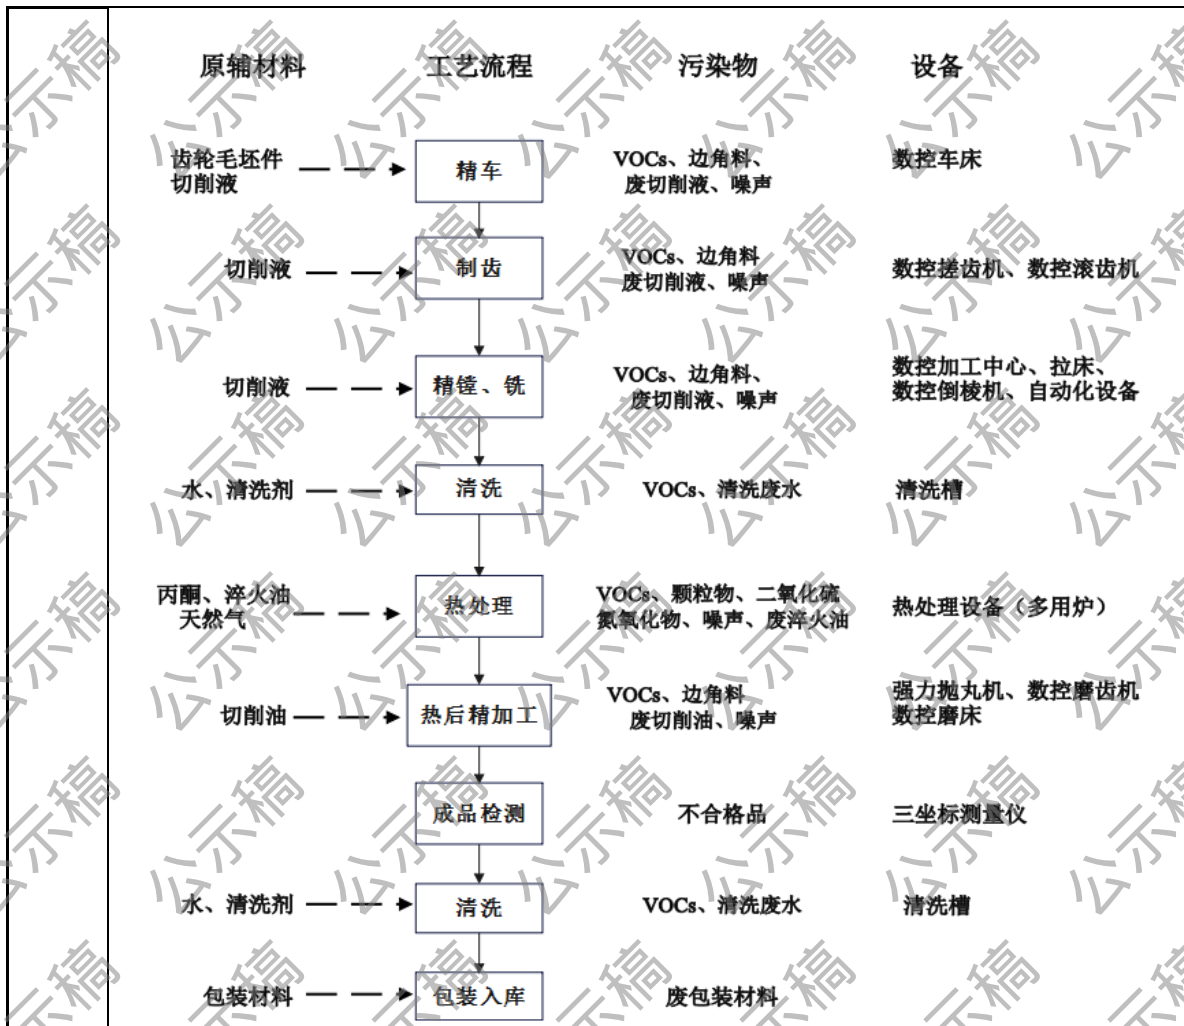 原辅材料 工艺流程 污染物 设备
齿轮毛坯件
切削液
精车
VOCs、边角料、
废切削液、噪声
数控车床
切削液
制齿
VOCs、边角料
废切削液、噪声
数控搓齿机、数控滚齿机
切削液
精镗、铣
VOCs、边角料、
废切削液、噪声
数控加工中心、拉床、
数控倒棱机、自动化设备
水、清洗剂
清洗
VOCs、清洗废水
清洗槽
丙酮、淬火油
天然气
热处理
VOCs、颗粒物、二氧化硫
氮氧化物、噪声、废淬火油
热处理设备（多用炉）
切削油
热后精加工
VOCs、边角料
废切削油、噪声
强力抛丸机、数控磨齿机
数控磨床
成品检测
不合格品
三坐标测量仪
水、清洗剂
清洗
VOCs、清洗废水
清洗槽
包装材料
包装入库
废包装材料
公示稿